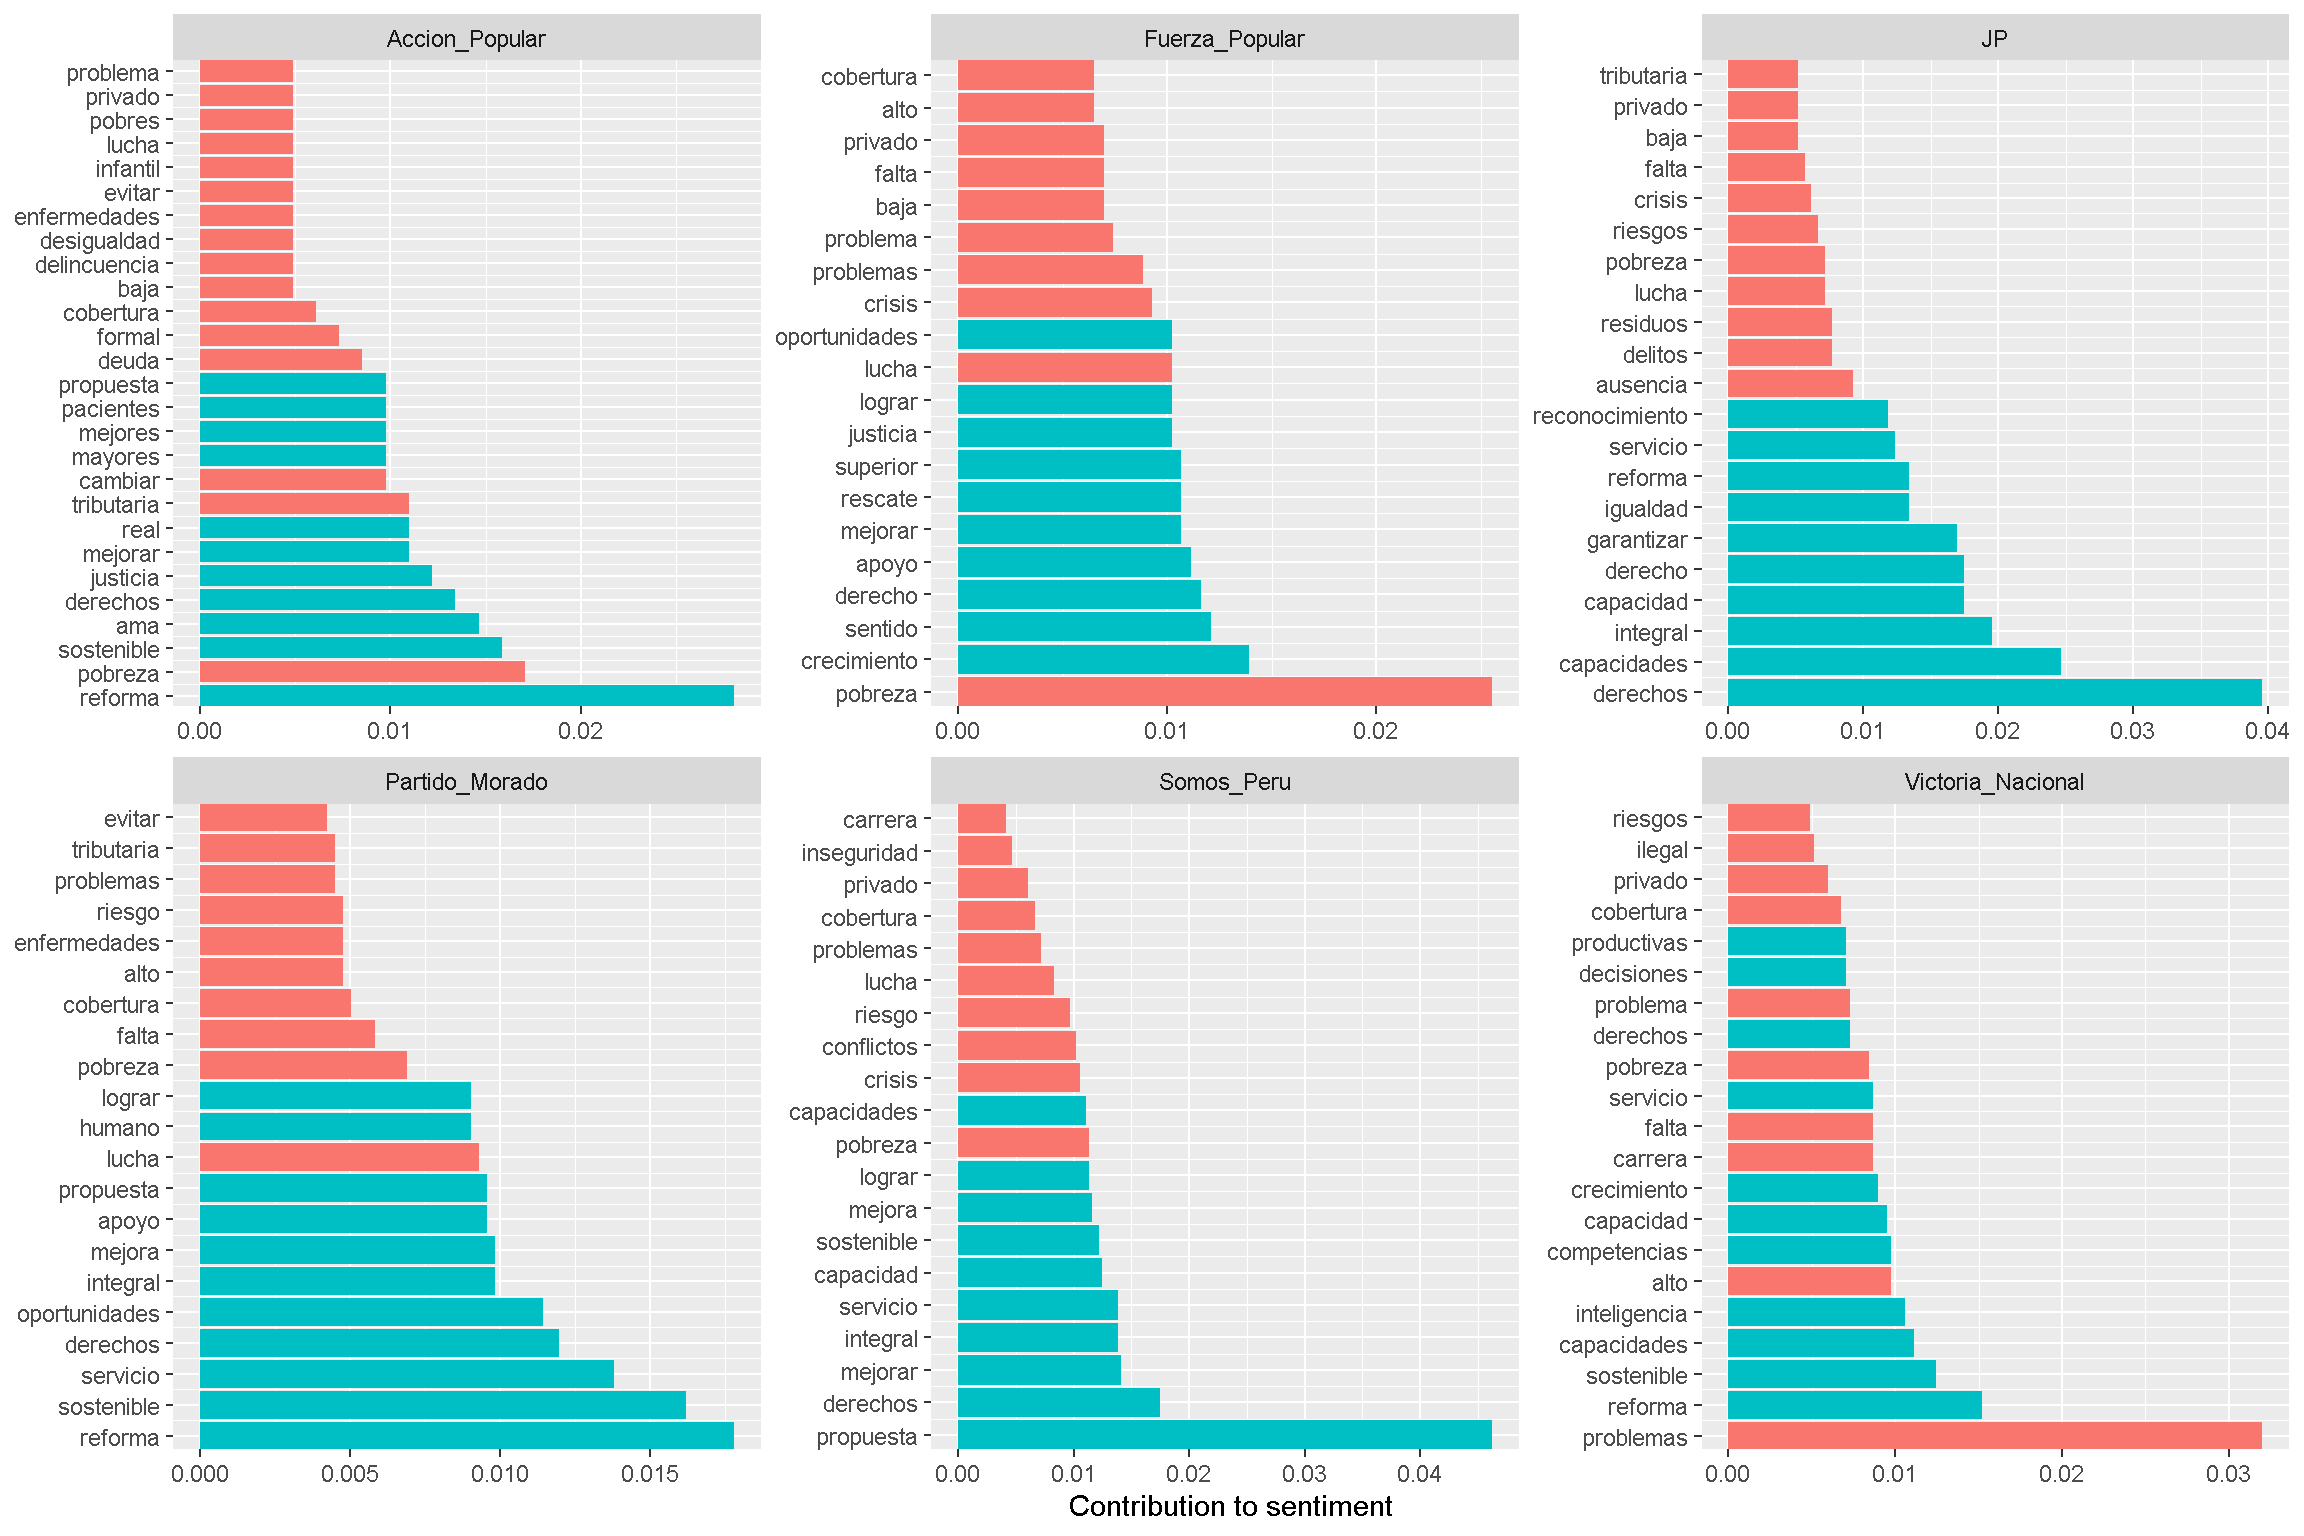 Accion_Popular
problema
privado
pobres
lucha
infantil
evitar
enfermedades
desigualdad
delincuencia
baja
cobertura
formal
deuda
propuesta
pacientes
mejores
mayores
cambiar
tributaria
real
mejorar
justicia
derechos
ama
sostenible
pobreza
reforma
0.00 0.01 0.02
Fuerza_Popular
cobertura
alto
privado
falta
baja
problema
problemas
crisis
oportunidades
lucha
lograr
justicia
superior
rescate
mejorar
apoyo
derecho
sentido
crecimiento
pobreza
0.00 0.01 0.02
JP
tributaria
privado
baja
falta
crisis
riesgos
pobreza
lucha
residuos
delitos
ausencia
reconocimiento
servicio
reforma
igualdad
garantizar
derecho
capacidad
integral
capacidades
derechos
0.00 0.01 0.02 0.03 0.04
Partido_Morado
evitar
tributaria
problemas
riesgo
enfermedades
alto
cobertura
falta
pobreza
lograr
humano
lucha
propuesta
apoyo
mejora
integral
oportunidades
derechos
servicio
sostenible
reforma
0.000 0.005 0.010 0.015
Somos_Peru
carrera
inseguridad
privado
cobertura
problemas
lucha
riesgo
conflictos
crisis
capacidades
pobreza
lograr
mejora
sostenible
capacidad
servicio
integral
mejorar
derechos
propuesta
0.00 0.01 0.02 0.03 0.04
Victoria_Nacional
riesgos
ilegal
privado
cobertura
productivas
decisiones
problema
derechos
pobreza
servicio
falta
carrera
crecimiento
capacidad
competencias
alto
inteligencia
capacidades
sostenible
reforma
problemas
0.00 0.01 0.02 0.03
Contribution to sentiment